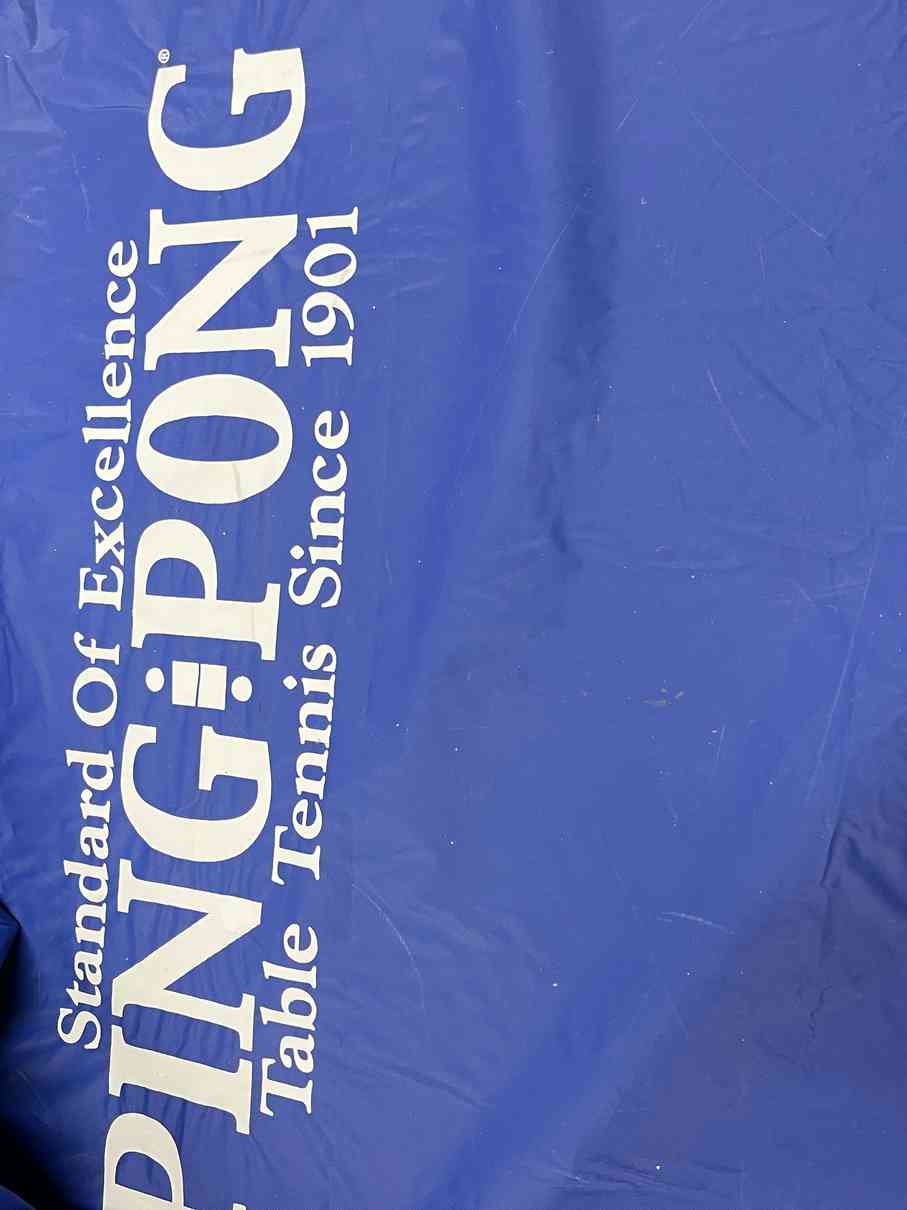 Standard Of Excellence
PING-PONG®
Table Tennis Since 1901